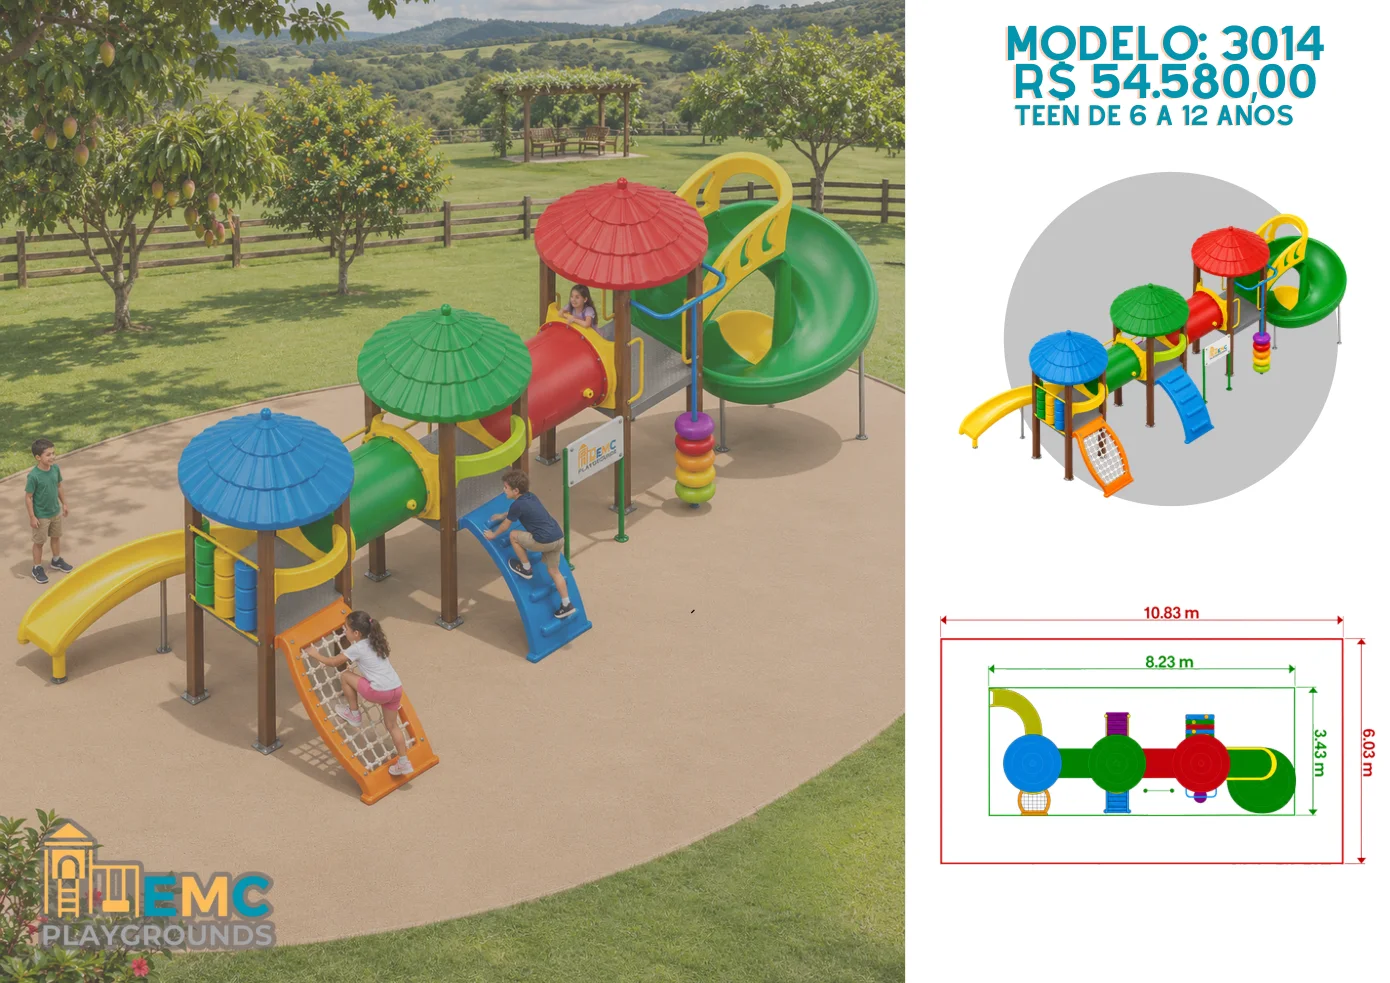 MODELO: 3014
R$ 54.580,00
TEEN DE 6 A 12 ANOS
EMC
PLAYGROUNDS
EMC
PLAYGROUNDS
10.83 m
8.23 m
3.43 m
6.03 m